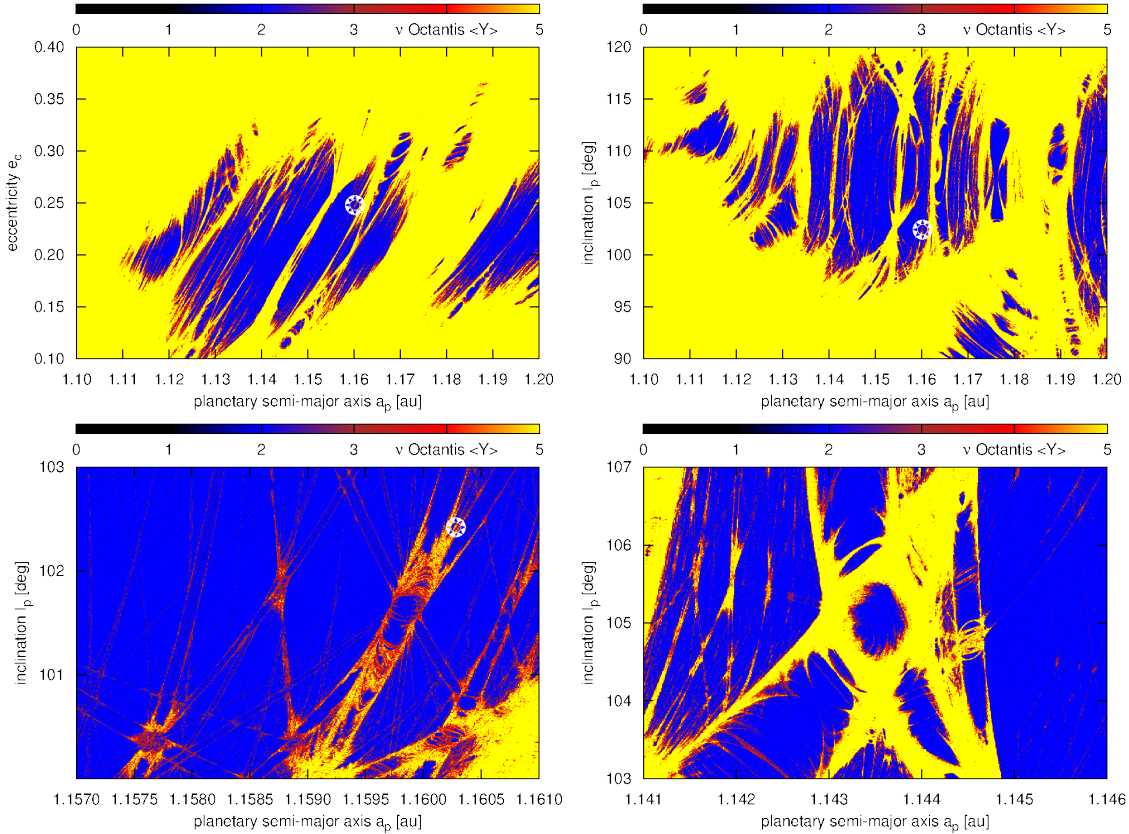 0 1 2 3 ν Octantis <Y> 5
0.40
0.35
0.30
0.25
0.20
0.15
0.10
eccentricity e_c
1.10 1.11 1.12 1.13 1.14 1.15 1.16 1.17 1.18 1.19 1.20
planetary semi-major axis a_p [au]
0 1 2 3 ν Octantis <Y> 5
120
115
110
105
100
95
90
inclination I_p [deg]
1.10 1.11 1.12 1.13 1.14 1.15 1.16 1.17 1.18 1.19 1.20
planetary semi-major axis a_p [au]
0 1 2 3 ν Octantis <Y> 5
103
102
101
inclination I_p [deg]
1.1570 1.1575 1.1580 1.1585 1.1590 1.1595 1.1600 1.1605 1.1610
planetary semi-major axis a_p [au]
0 1 2 3 ν Octantis <Y> 5
107
106
105
104
103
inclination I_p [deg]
1.141 1.142 1.143 1.144 1.145 1.146
planetary semi-major axis a_p [au]